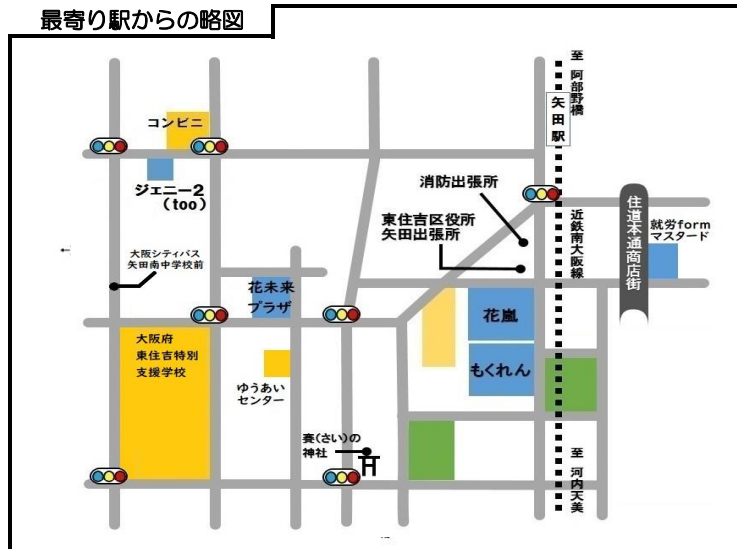 最寄り駅からの略図
至 阿部野橋
矢田駅
コンビニ
ジェニー2
(too)
消防出張所
東住吉区役所
矢田出張所
近鉄南大阪線
住道本通商店街
就労form
マスタード
大阪シティバス
矢田南中学校前
花未来
プラザ
花嵐
大阪府
東住吉特別
支援学校
もくれん
ゆうあい
センター
賽(さい)の
神社
至 河内天美